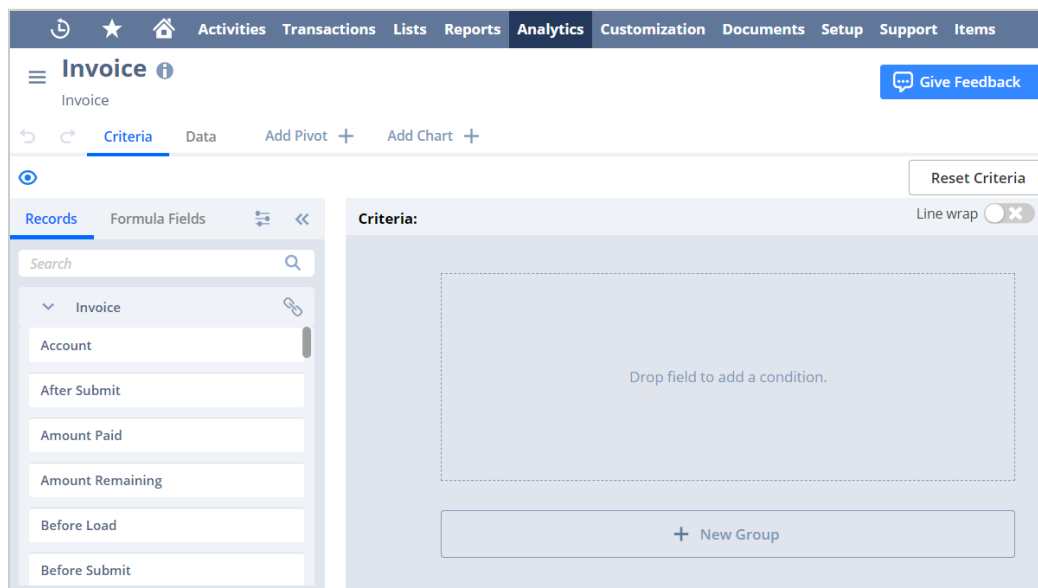 Activities Transactions Lists Reports Analytics Customization Documents Setup Support Items
Invoice
Invoice
Give Feedback
Criteria Data Add Pivot Add Chart
Reset Criteria
Records Formula Fields
Criteria:
Line wrap
Search
Invoice
Account
After Submit
Amount Paid
Amount Remaining
Before Load
Before Submit
Drop field to add a condition.
New Group